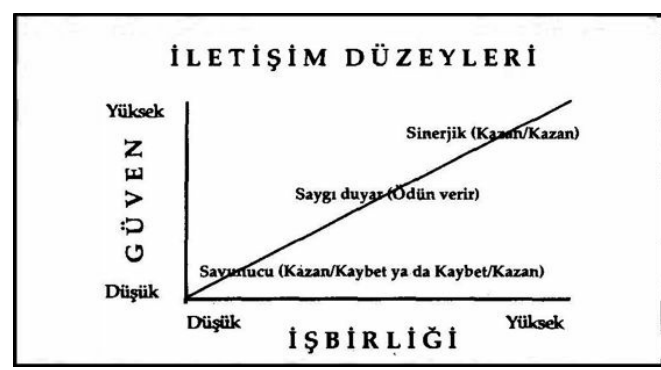 İLETİŞİM DÜZEYLERİ
Yüksek
Sinerjik (Kazan/Kazan)
GÜVEN
Saygı duyar (Ödün verir)
Savunucu (Kazan/Kaybet ya da Kaybet/Kazan)
Düşük
Düşük
Yüksek
İŞBİRLİĞİ